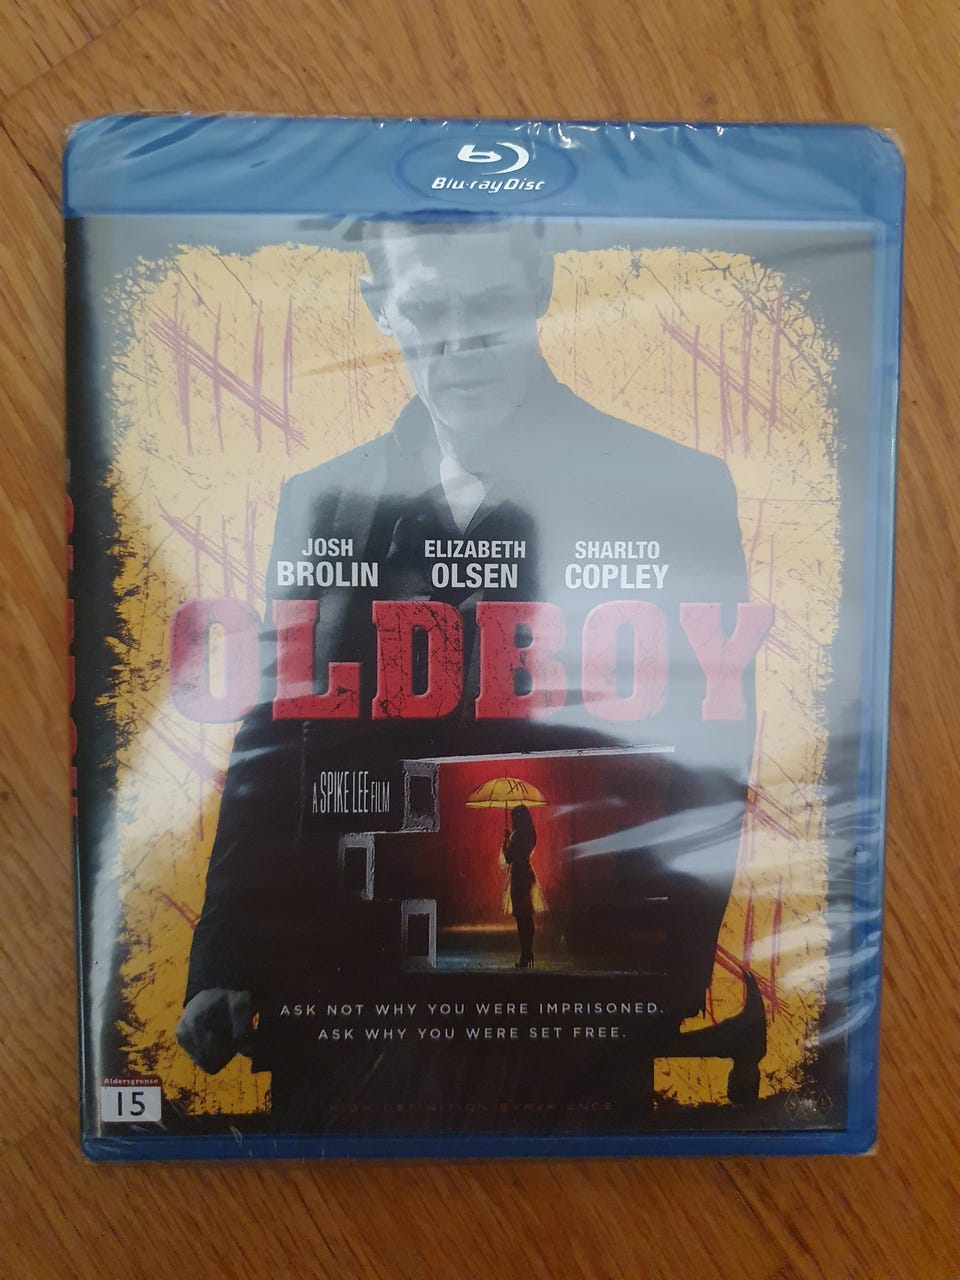 Blu-ray Disc
JOSH BROLIN
ELIZABETH OLSEN
SHARLTO COPLEY
OLDBOY
A SPIKE LEE FILM
ASK NOT WHY YOU WERE IMPRISONED.
ASK WHY YOU WERE SET FREE.
Aldersgrense
15
HIGH DEFINITION EXPERIENCE